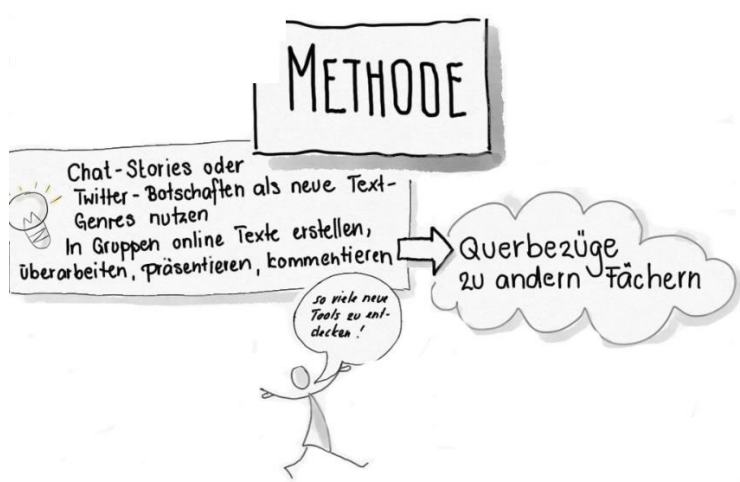 METHODE
Chat-Stories oder
Twitter-Botschaften als neue Text-
Genres nutzen
In Gruppen online Texte erstellen,
überarbeiten, präsentieren, kommentieren
Querbezüge
zu andern Fächern
so viele neue
Tools zu ent-
decken!